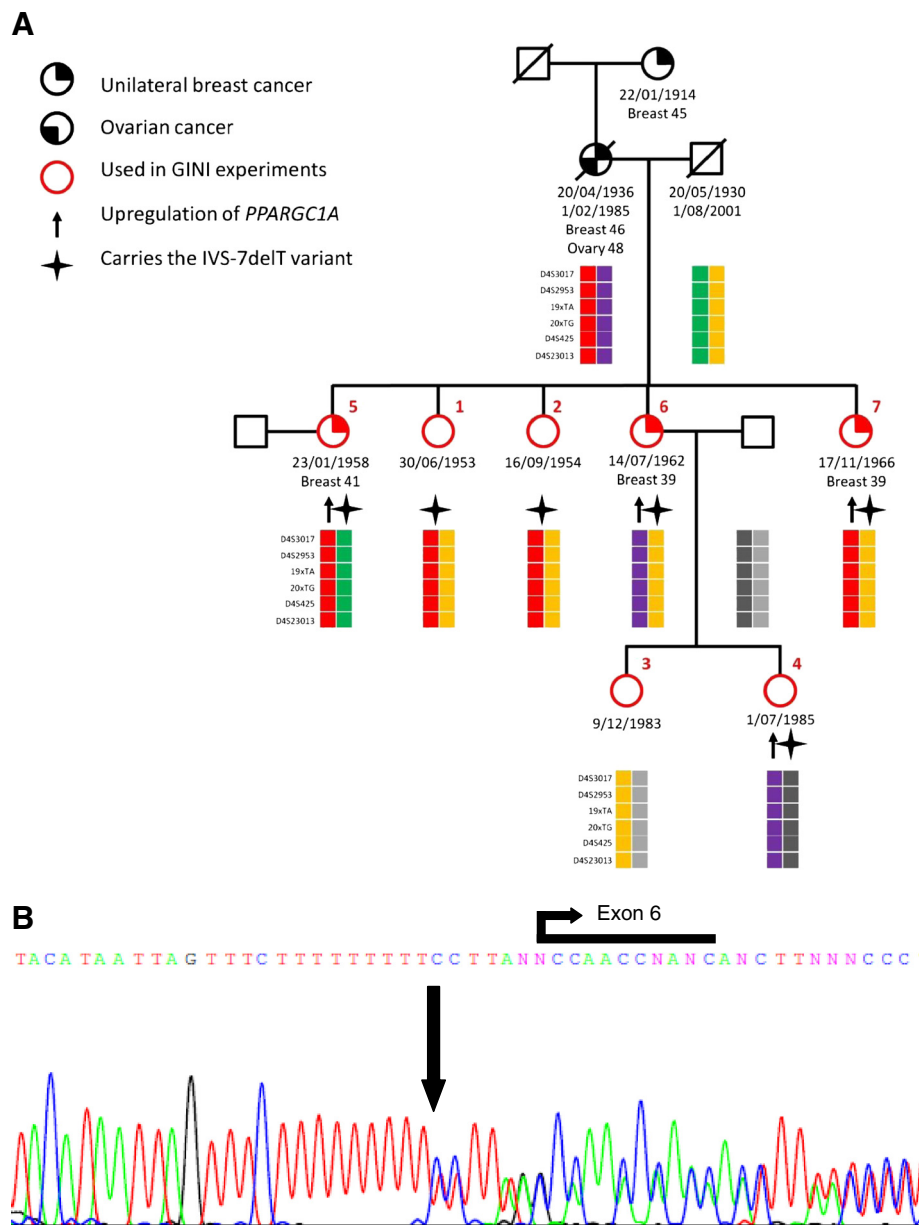 A
Unilateral breast cancer
Ovarian cancer
Used in GINI experiments
Upregulation of PPARGC1A
Carries the IVS-7delT variant
22/01/1914
Breast 45
20/04/1936
1/02/1985
Breast 46
Ovary 48
20/05/1930
1/08/2001
D4S3017
D4S2953
19xTA
20xTG
D4S425
D4S23013
5
1
2
6
7
23/01/1958
Breast 41
30/06/1953
16/09/1954
14/07/1962
Breast 39
17/11/1966
Breast 39
D4S3017
D4S2953
19xTA
20xTG
D4S425
D4S23013
3
4
9/12/1983
1/07/1985
D4S3017
D4S2953
19xTA
20xTG
D4S425
D4S23013
B
Exon 6
TACATAATTAGTTTCTTTTTTTTTCCTTANNCCAACCNANCANCTTNNNCCC